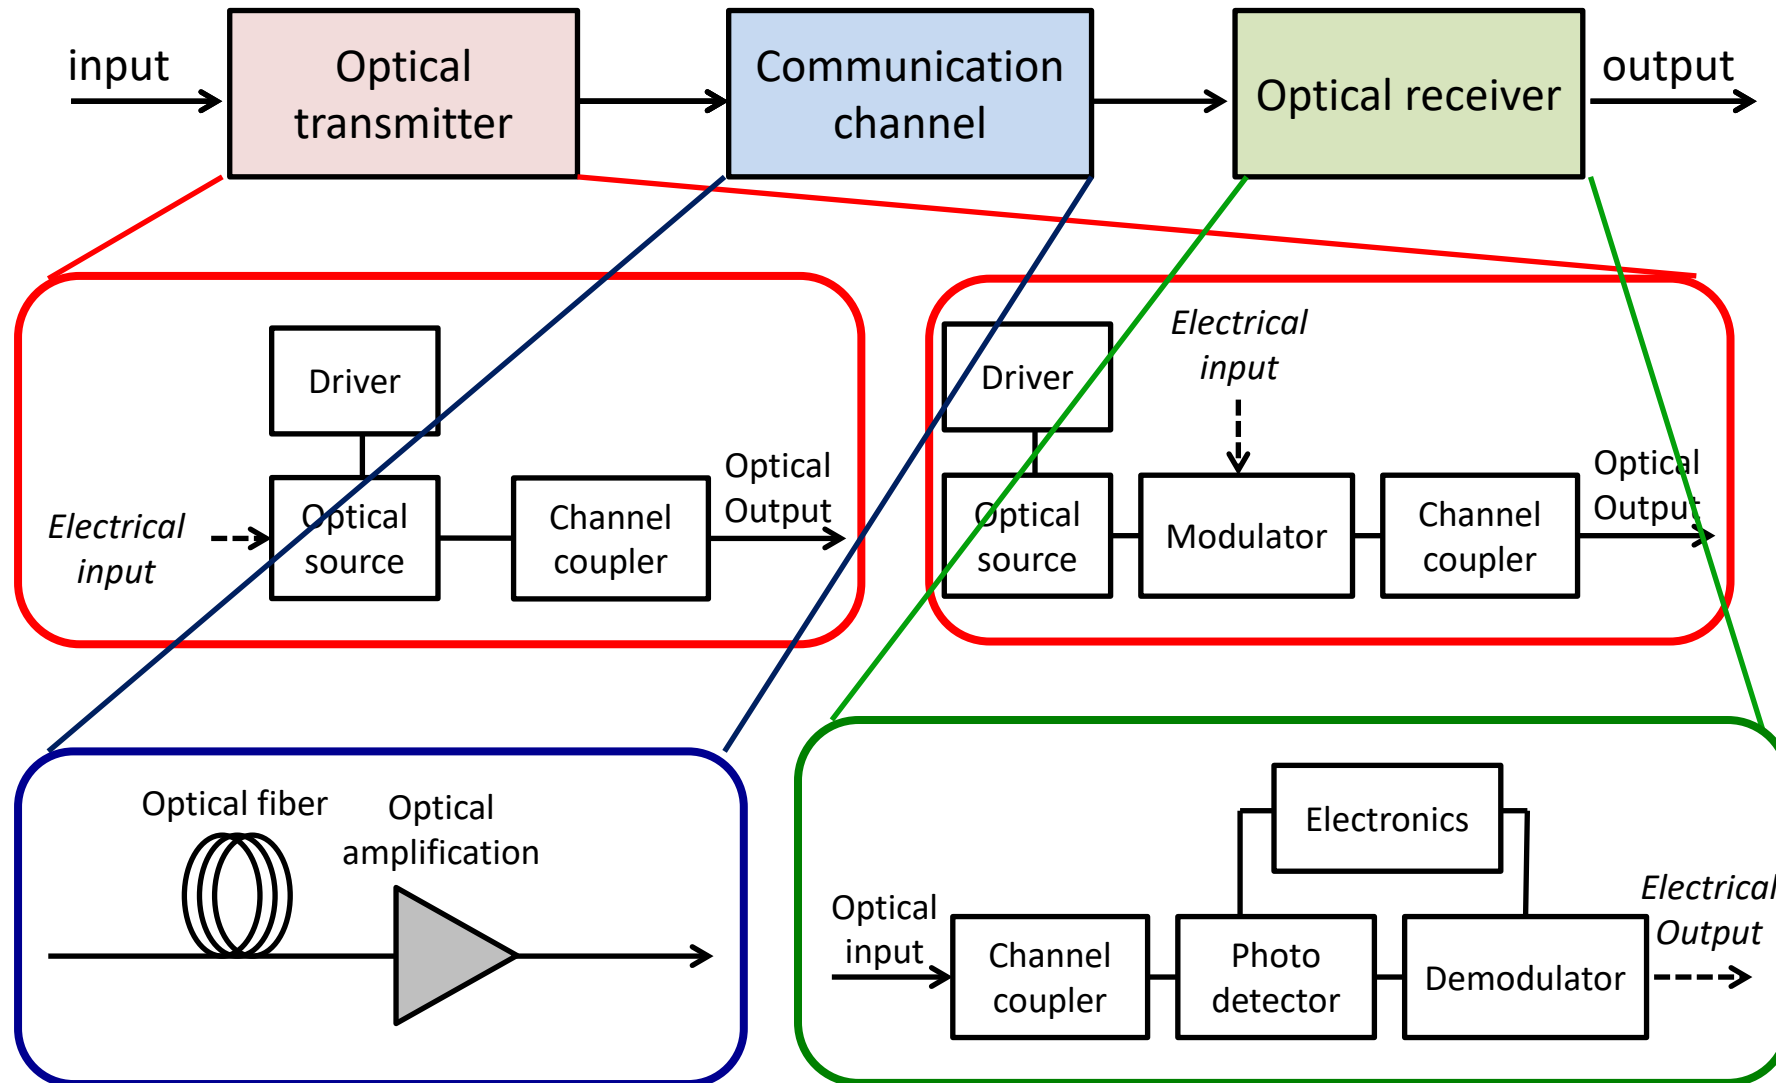 input
Optical
transmitter
Communication
channel
Optical receiver
output
Driver
Electrical
input
Optical
source
Channel
coupler
Optical
Output
Driver
Electrical
input
Optical
source
Modulator
Channel
coupler
Optical
Output
Optical fiber
Optical
amplification
Optical
input
Channel
coupler
Photo
detector
Electronics
Demodulator
Electrical
Output